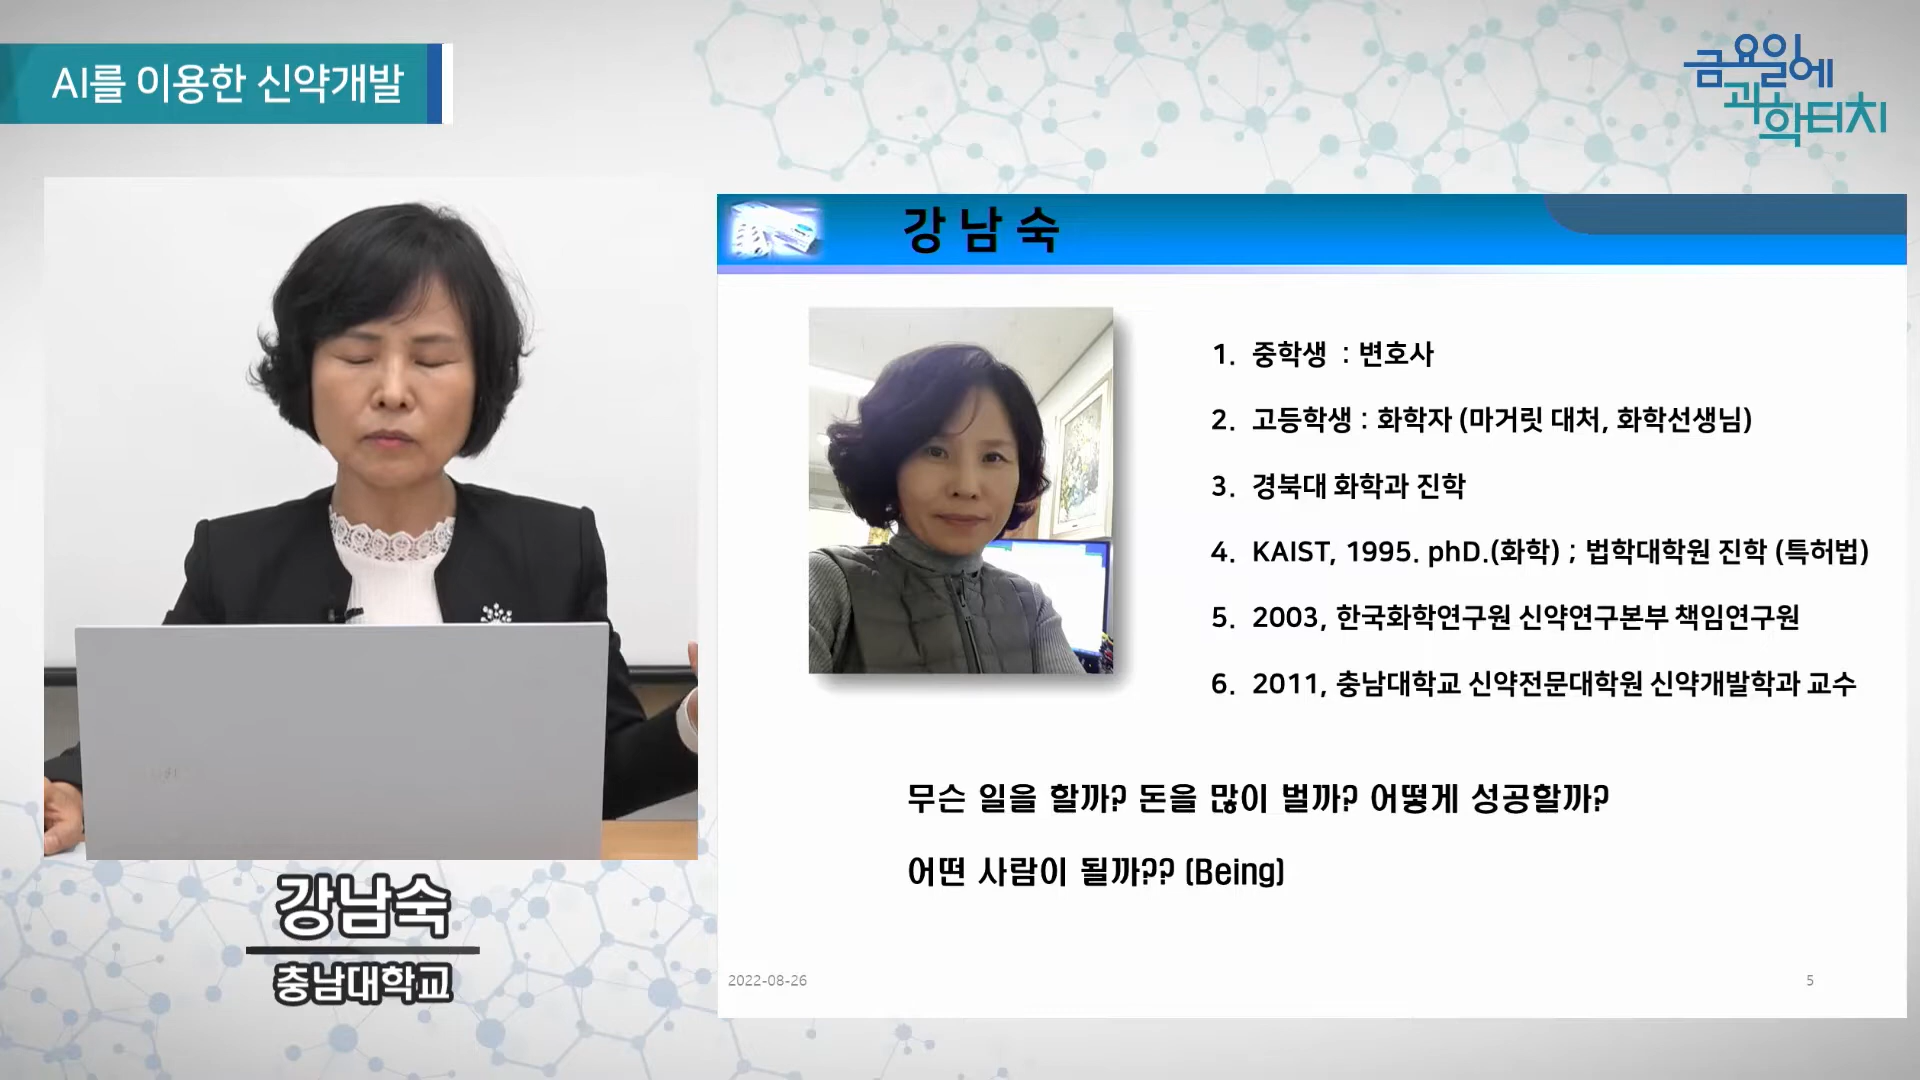 AI를 이용한 신약개발
금요일에
과학터치
강남숙
1. 중학생 : 변호사
2. 고등학생 : 화학자 (마거릿 대처, 화학선생님)
3. 경북대 화학과 진학
4. KAIST, 1995. phD.(화학) ; 법학대학원 진학 (특허법)
5. 2003, 한국화학연구원 신약연구본부 책임연구원
6. 2011, 충남대학교 신약전문대학원 신약개발학과 교수
무슨 일을 할까? 돈을 많이 벌까? 어떻게 성공할까?
어떤 사람이 될까?? (Being)
2022-08-26
5
강남숙
충남대학교